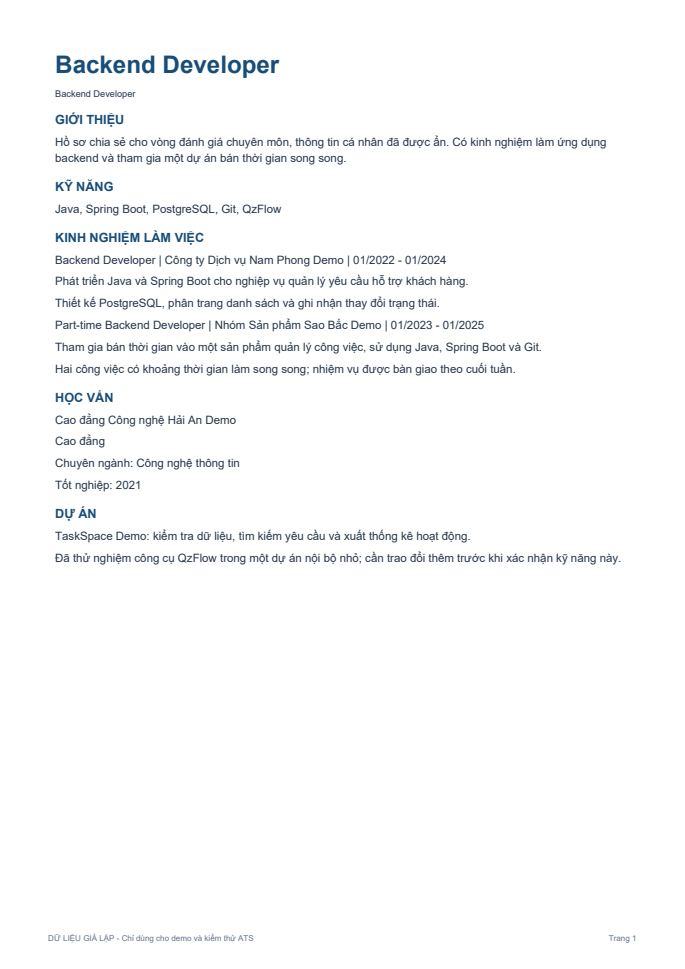 Backend Developer
Backend Developer
GIỚI THIỆU
Hồ sơ chia sẻ cho vòng đánh giá chuyên môn, thông tin cá nhân đã được ẩn. Có kinh nghiệm làm ứng dụng
backend và tham gia một dự án bán thời gian song song.
KỸ NĂNG
Java, Spring Boot, PostgreSQL, Git, QzFlow
KINH NGHIỆM LÀM VIỆC
Backend Developer | Công ty Dịch vụ Nam Phong Demo | 01/2022 - 01/2024
Phát triển Java và Spring Boot cho nghiệp vụ quản lý yêu cầu hỗ trợ khách hàng.
Thiết kế PostgreSQL, phân trang danh sách và ghi nhận thay đổi trạng thái.
Part-time Backend Developer | Nhóm Sản phẩm Sao Bắc Demo | 01/2023 - 01/2025
Tham gia bán thời gian vào một sản phẩm quản lý công việc, sử dụng Java, Spring Boot và Git.
Hai công việc có khoảng thời gian làm song song; nhiệm vụ được bàn giao theo cuối tuần.
HỌC VẤN
Cao đẳng Công nghệ Hải An Demo
Cao đẳng
Chuyên ngành: Công nghệ thông tin
Tốt nghiệp: 2021
DỰ ÁN
TaskSpace Demo: kiểm tra dữ liệu, tìm kiếm yêu cầu và xuất thống kê hoạt động.
Đã thử nghiệm công cụ QzFlow trong một dự án nội bộ nhỏ; cần trao đổi thêm trước khi xác nhận kỹ năng này.
DỮ LIỆU GIẢ LẬP - Chỉ dùng cho demo và kiểm thử ATS
Trang 1